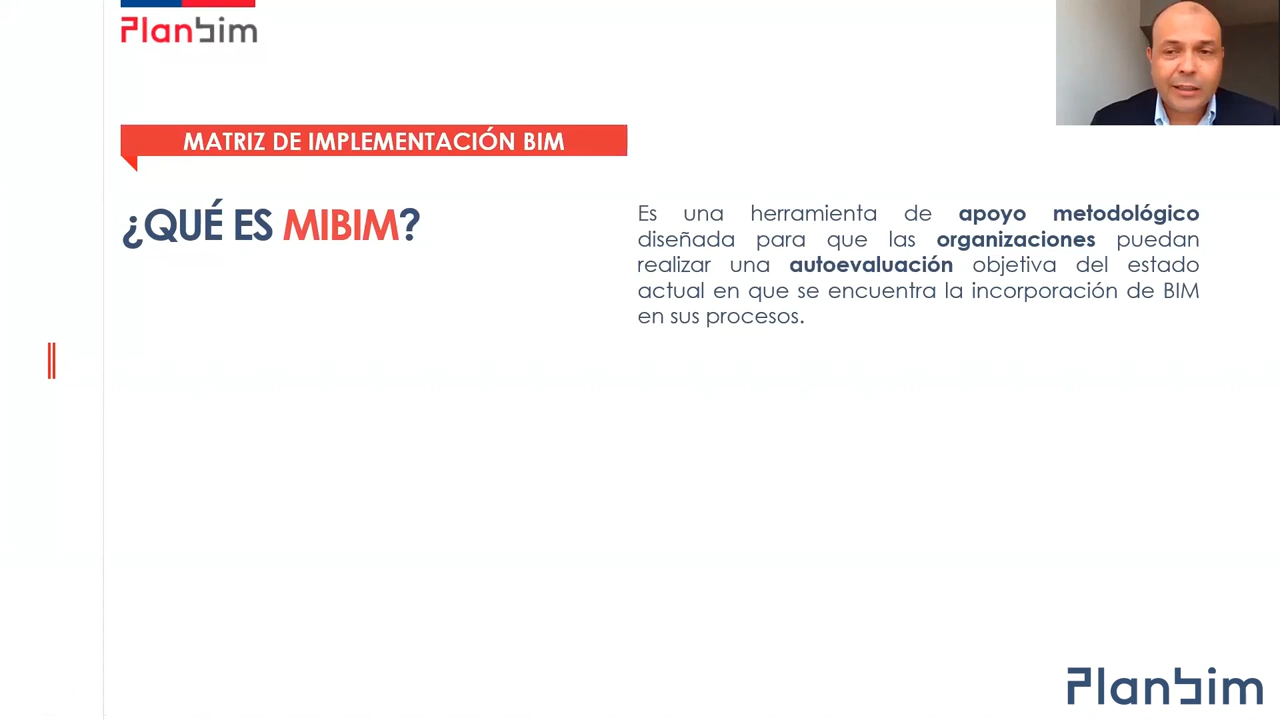 Planbim
MATRIZ DE IMPLEMENTACIÓN BIM
¿QUÉ ES MIBIM?
Es una herramienta de apoyo metodológico
diseñada para que las organizaciones puedan
realizar una autoevaluación objetiva del estado
actual en que se encuentra la incorporación de BIM
en sus procesos.
Planbim